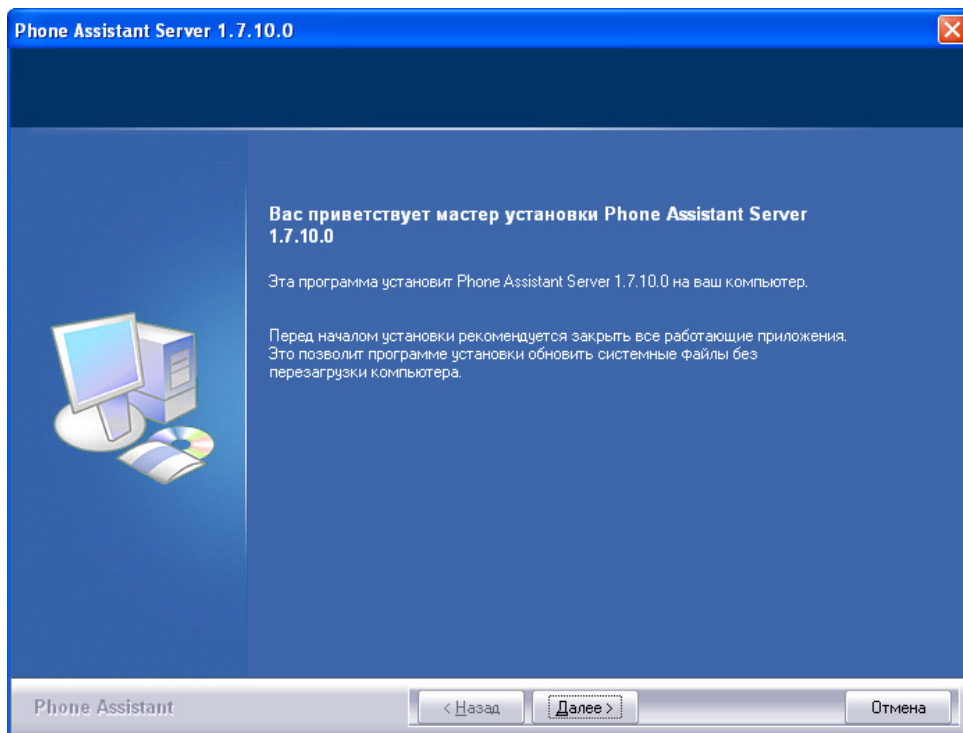 Phone Assistant Server 1.7.10.0
Вас приветствует мастер установки Phone Assistant Server
1.7.10.0
Эта программа установит Phone Assistant Server 1.7.10.0 на ваш компьютер.
Перед началом установки рекомендуется закрыть все работающие приложения.
Это позволит программе установки обновить системные файлы без
перезагрузки компьютера.
Phone Assistant
< Назад
Далее >
Отмена